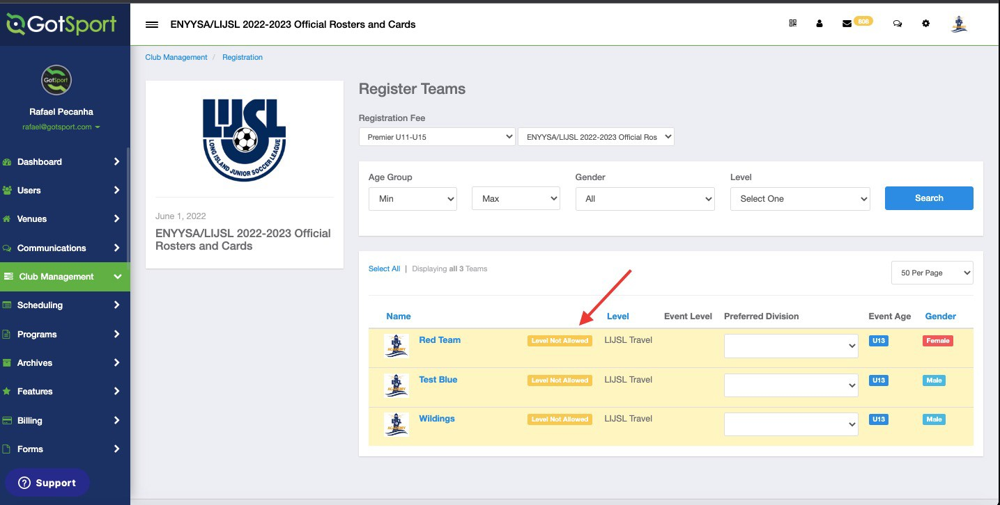 GotSport
ENYYSA/LIJSL 2022-2023 Official Rosters and Cards
606
Club Management / Registration
GotSport
Rafael Pecanha
rafael@gotsport.com
Dashboard
Users
Venues
Communications
Club Management
Scheduling
Programs
Archives
Features
Billing
Forms
Support
LIJSL
LONG ISLAND JUNIOR SOCCER LEAGUE
June 1, 2022
ENYYSA/LIJSL 2022-2023 Official
Rosters and Cards
Register Teams
Registration Fee
Premier U11-U15 ENYYSA/LIJSL 2022-2023 Official Ros
Age Group Gender Level
Min Max All Select One Search
Select All | Displaying all 3 Teams
50 Per Page
Name Level Event Level Preferred Division Event Age Gender
Red Team Level Not Allowed LIJSL Travel U13 Female
Test Blue Level Not Allowed LIJSL Travel U13 Male
Wildings Level Not Allowed LIJSL Travel U13 Male